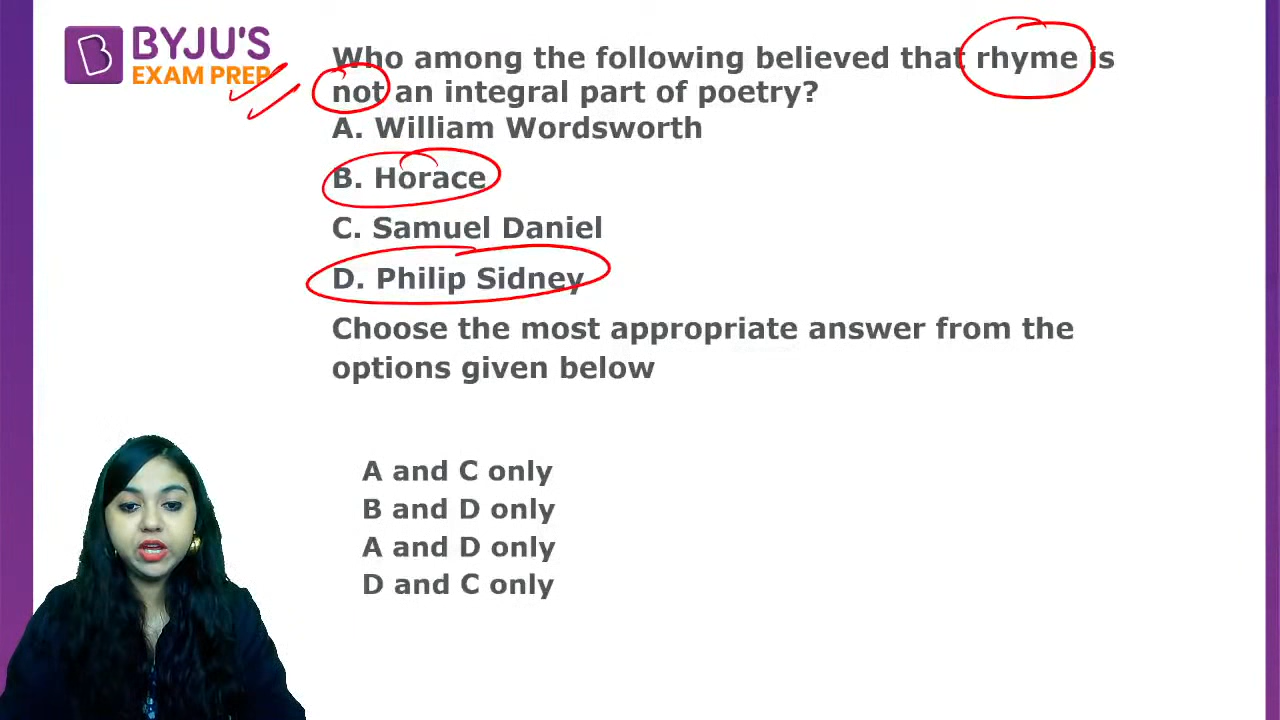 BYJU'S
EXAM PREP
Who among the following believed that rhyme is
not an integral part of poetry?
A. William Wordsworth
B. Horace
C. Samuel Daniel
D. Philip Sidney
Choose the most appropriate answer from the
options given below
A and C only
B and D only
A and D only
D and C only